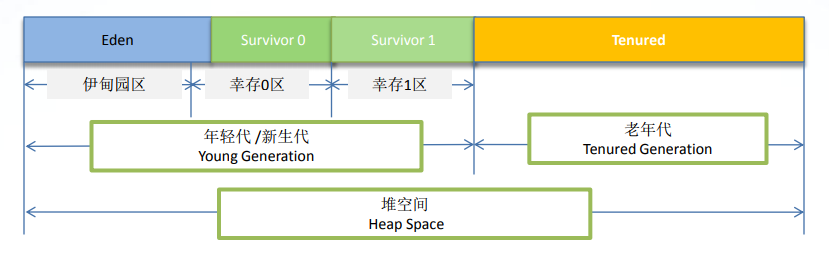 Eden
Survivor 0
Survivor 1
Tenured
伊甸园区
幸存0区
幸存1区
年轻代 /新生代
Young Generation
老年代
Tenured Generation
堆空间
Heap Space